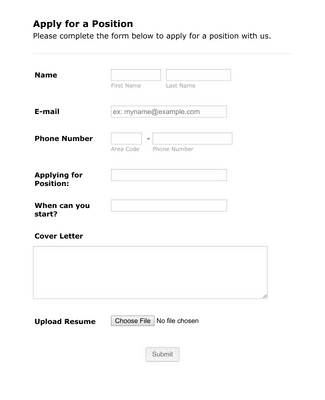 Apply for a Position
Please complete the form below to apply for a position with us.
Name
First Name Last Name
E-mail ex: myname@example.com
Phone Number -
Area Code Phone Number
Applying for
Position:
When can you
start?
Cover Letter
Upload Resume Choose File No file chosen
Submit